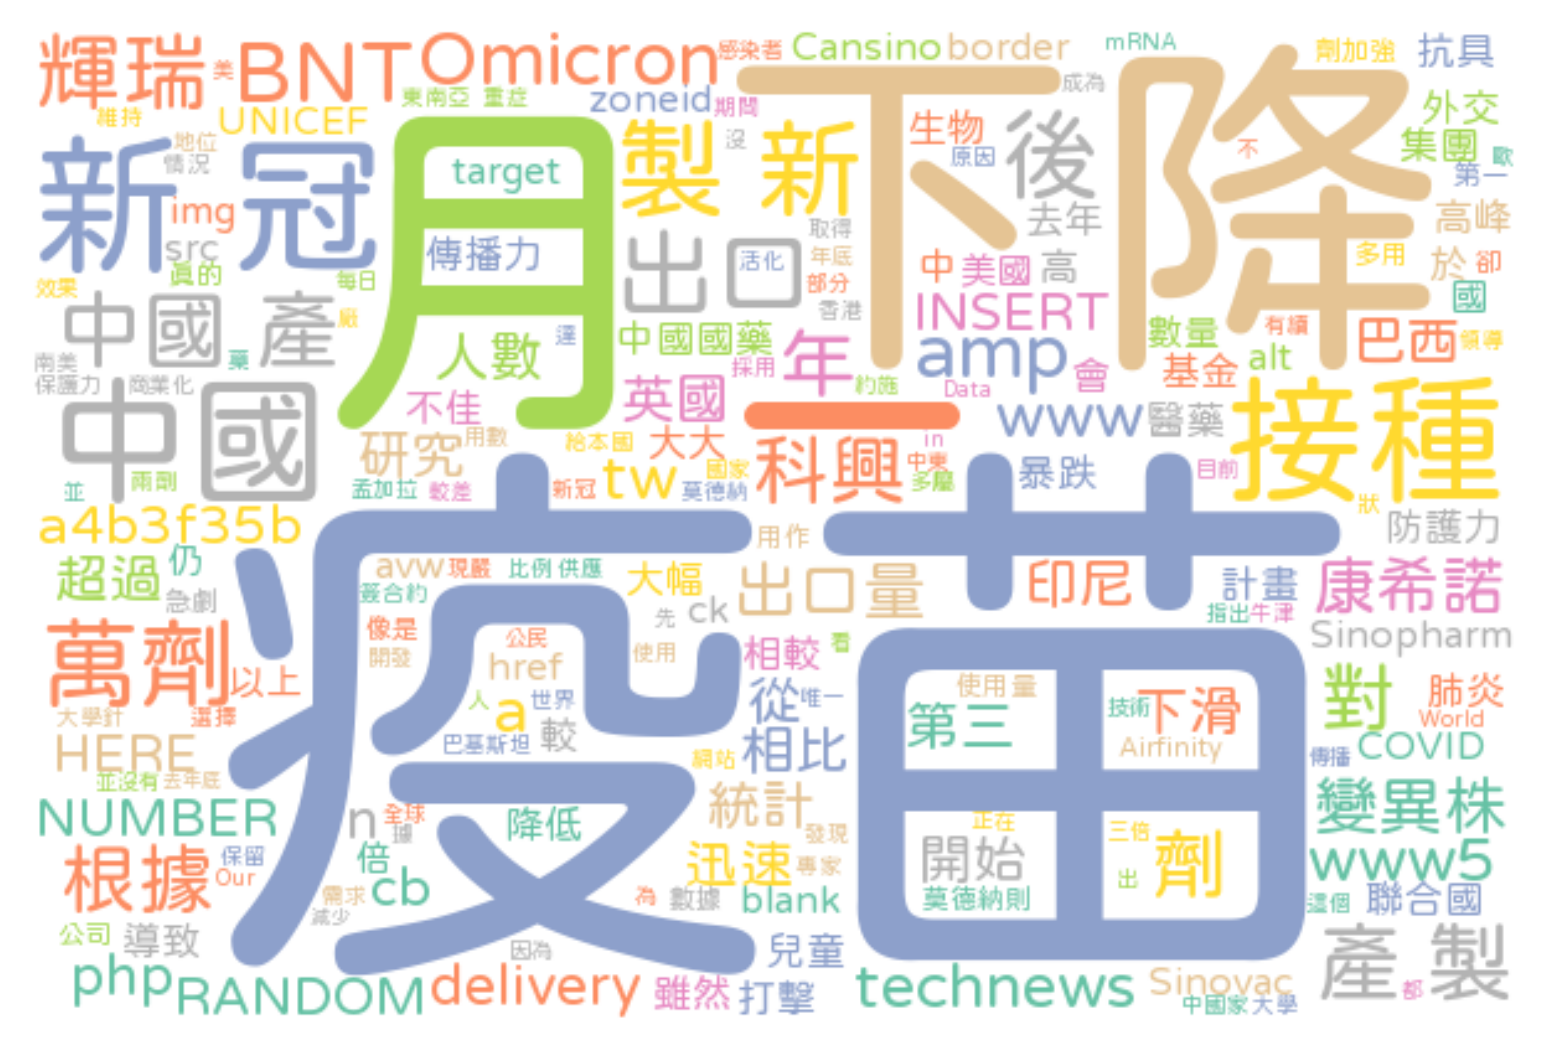 輝瑞 美 BNT Omicron 感染者 Cansino border mRNA 劑加強 抗具
東南亞 重症 zoneid 期間 成為
維持 UNICEF 外交
新冠 地位 情況 月 target 製 沒 新 下降 生物 原因 後 不 集團 歐 第一
img src 傳播力 出口 取得 去年 高峰
真的 每日 活化 年底 部分 中 美國 高 多用 於 卻
效果 中國 產 嚴 香港 INSERT 國
人數 達 中國國藥 年 amp 數量 有續 巴西 領導
南美 藥 採用 會 基金 alt
保護力 商業化 不佳 英國 約施 Data
中國 一 www 醫藥 接種
研究 用數 給本國 大大 科興 in 中東
並 兩劑 孟加拉 較差 新冠 tw 國家 莫德納 多屬 暴跌 目前
a4b3f35b 疫苗 用作 狀 防護力
超過 仍 avw 現嚴 比例 供應 大幅 出口量 印尼 計畫 康希諾
急劇 簽合約 先 ck 指出 牛津
萬劑 像是 公民 使用 相較 看 Sinopharm
以上 開發 href 使用量 對 肺炎
大學針 選擇 人 a 世界 從 唯一 第三 技術 下滑 World
HERE 巴基斯坦 較 相比 Airfinity 傳播 COVID
並沒有 去年底 網站
NUMBER n 全球 據 降低 統計 發現 正在 三倍 變異株
根據 保留 Our 倍 迅速 專家 開始 劑 www5
cb 需求 減少 為 數據 blank 莫德納則 出 這個 聯合國
公司 導致 因為 兒童 產 製
php RANDOM delivery 雖然 打擊 technews Sinovac 都
中國家 大學